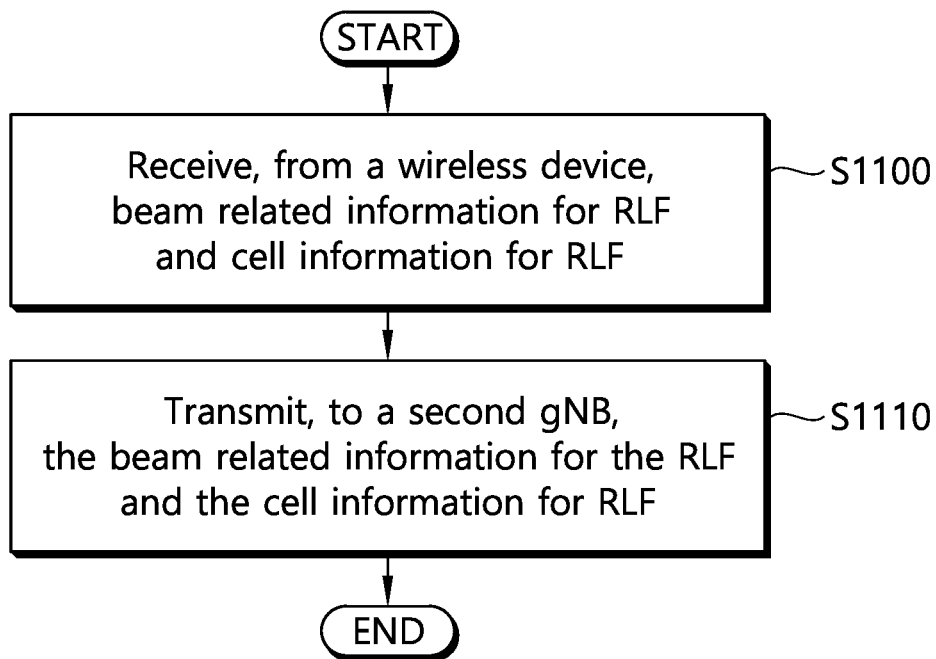 START
Receive, from a wireless device,
beam related information for RLF
and cell information for RLF
S1100
Transmit, to a second gNB,
the beam related information for the RLF
and the cell information for RLF
S1110
END